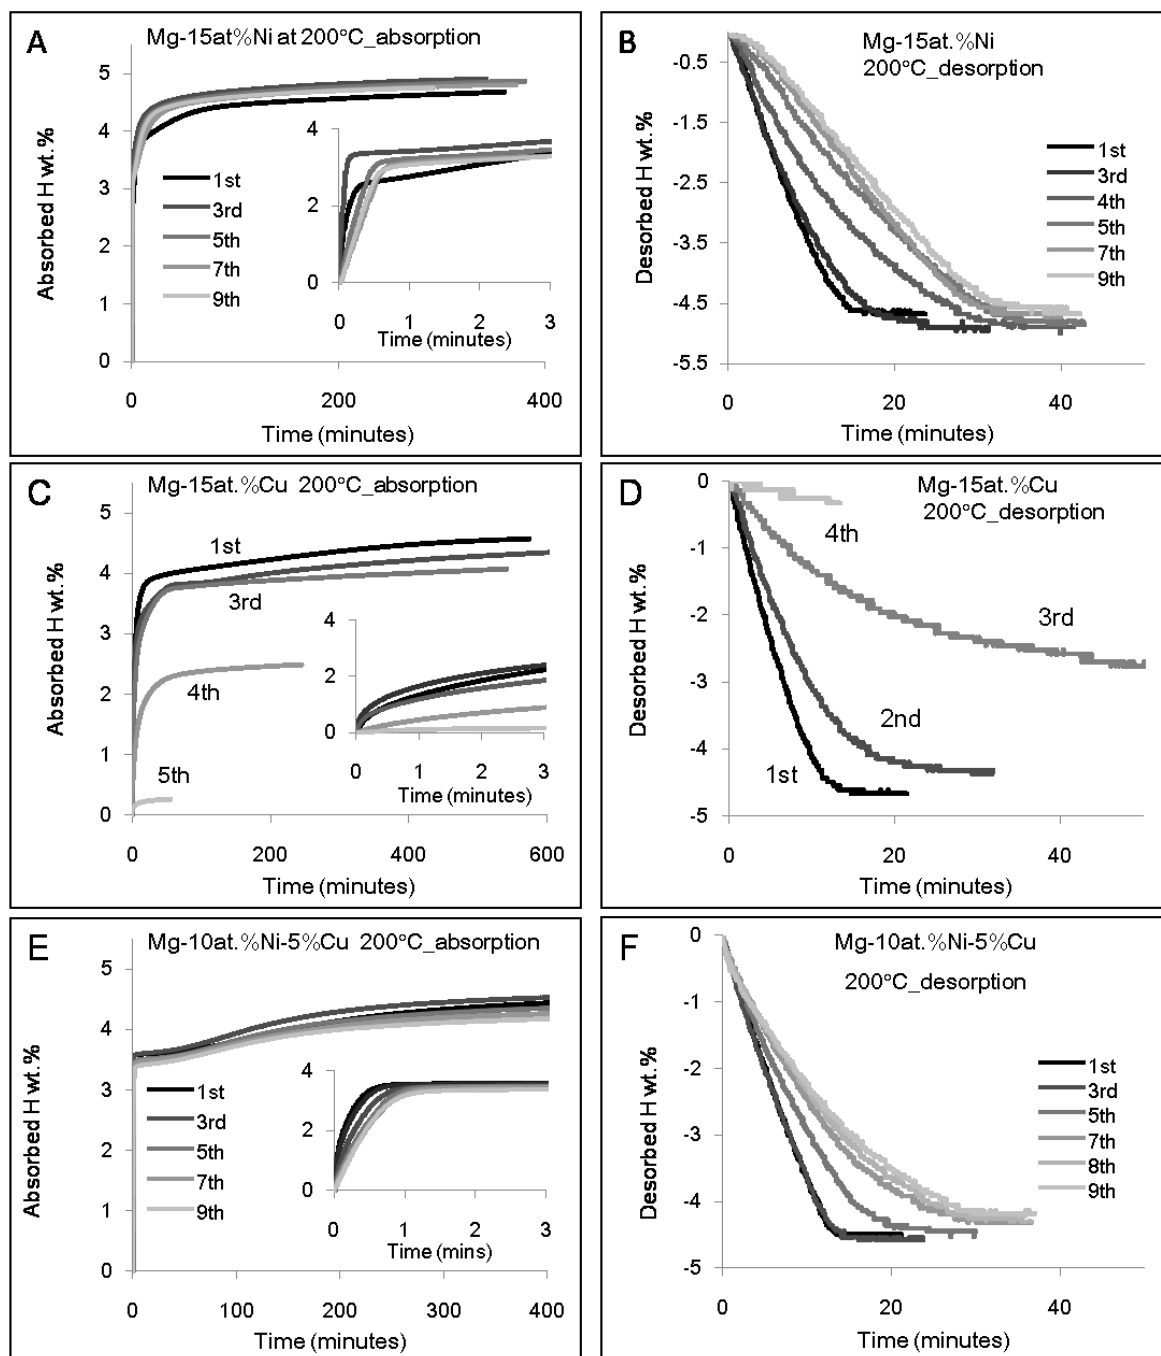 A
Mg-15at%Ni at 200°C_absorption
Absorbed H wt.%
5
4
3
2
1
0
1st
3rd
5th
7th
9th
4
2
0
0 1 2 3
Time (minutes)
0 200 400
Time (minutes)
B
Mg-15at.%Ni
200°C_desorption
Desorbed H wt.%
-0.5
-1.5
-2.5
-3.5
-4.5
-5.5
1st
3rd
4th
5th
7th
9th
0 20 40
Time (minutes)
C
Mg-15at.%Cu 200°C_absorption
Absorbed H wt.%
5
4
3
2
1
0
1st
3rd
4th
5th
4
2
0
0 1 2 3
Time (minutes)
0 200 400 600
Time (minutes)
D
Mg-15at.%Cu
200°C_desorption
Desorbed H wt.%
0
-1
-2
-3
-4
-5
4th
3rd
2nd
1st
0 20 40
Time (minutes)
E
Mg-10at.%Ni-5%Cu 200°C_absorption
Absorbed H wt.%
5
4
3
2
1
0
1st
3rd
5th
7th
9th
4
2
0
0 1 2 3
Time (mins)
0 100 200 300 400
Time (minutes)
F
Mg-10at.%Ni-5%Cu
200°C_desorption
Desorbed H wt.%
0
-1
-2
-3
-4
-5
1st
3rd
5th
7th
8th
9th
0 20 40
Time (minutes)